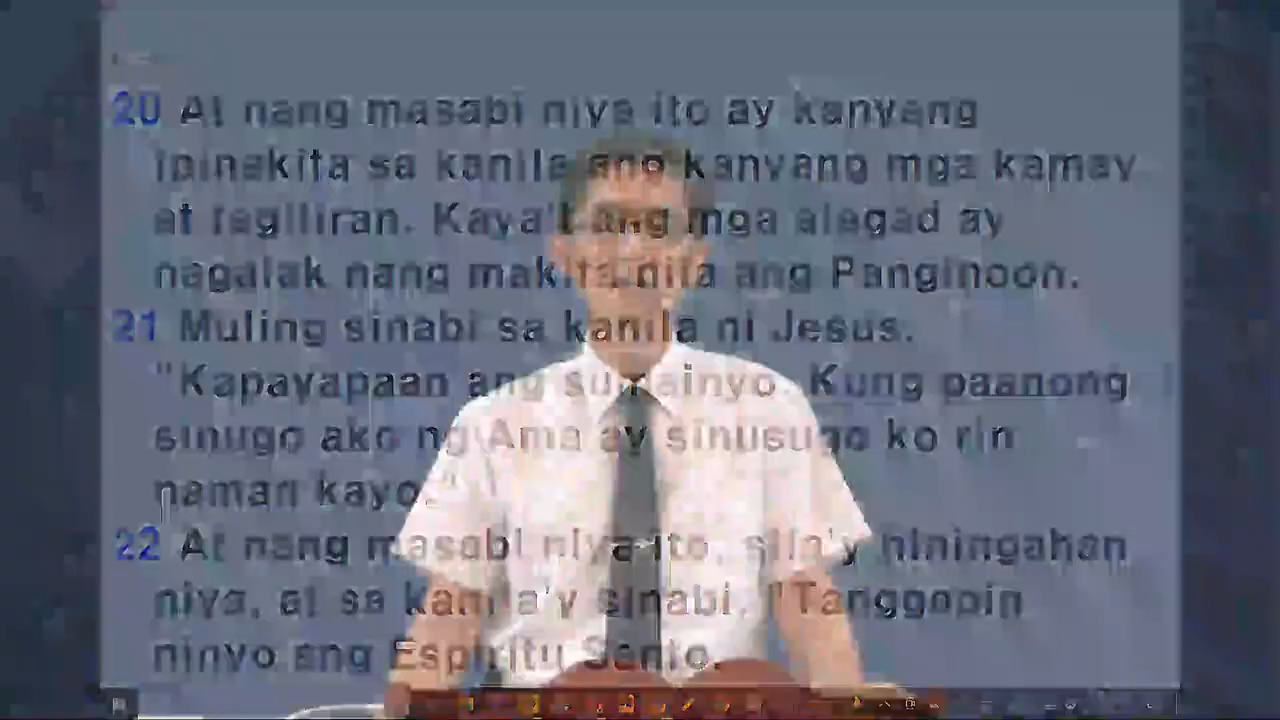 20 At nang masabi niya ito ay kanyang
ipinakita sa kanila ang kanyang mga kamay
at tagiliran. Kaya't ang mga alagad ay
nagalak nang makita nila ang Panginoon.
21 Muling sinabi sa kanila ni Jesus.
"Kapayapaan ang sumainyo. Kung paanong
sinugo ako ng Ama ay sinusugo ko rin
naman kayo."
22 At nang masabi niya ito, sila'y hiningahan
niya, at sa kanila'y sinabi, "Tanggapin
ninyo ang Espiritu Santo.